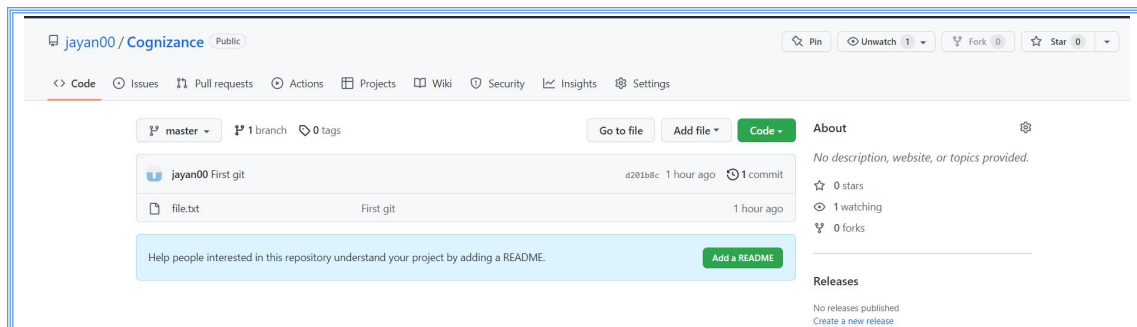 jayan00 / Cognizance Public
Pin Unwatch 1 Fork 0 Star 0
Code Issues Pull requests Actions Projects Wiki Security Insights Settings
master 1 branch 0 tags Go to file Add file Code
jayan00 First git d201b8c 1 hour ago 1 commit
file.txt First git 1 hour ago
Help people interested in this repository understand your project by adding a README. Add a README
About
No description, website, or topics provided.
0 stars
1 watching
0 forks
Releases
No releases published
Create a new release